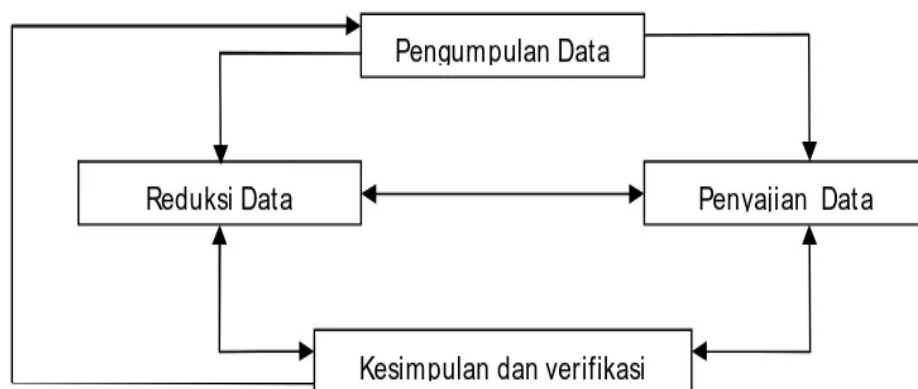 Pengumpulan Data
Reduksi Data
Penyajian Data
Kesimpulan dan verifikasi